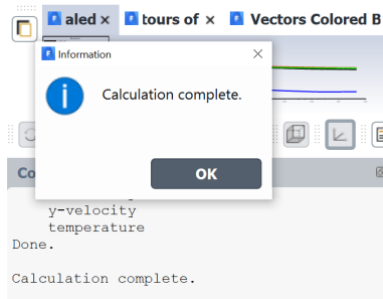 aled ×
tours of ×
Vectors Colored B
Information
Calculation complete.
OK
Co
y-velocity
temperature
Done.
Calculation complete.